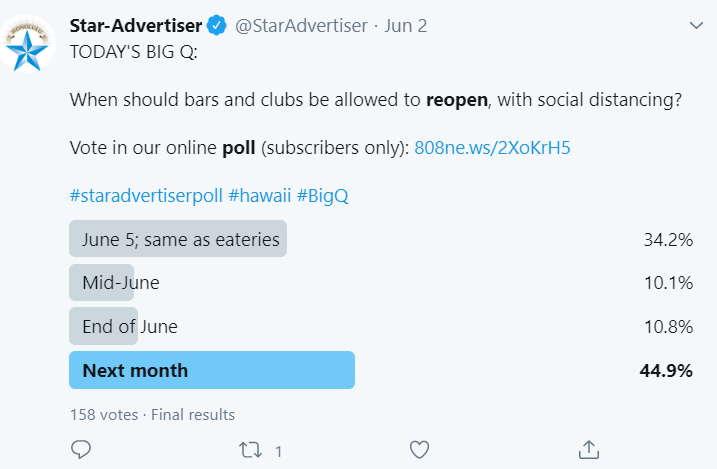 Star-Advertiser @StarAdvertiser · Jun 2
TODAY'S BIG Q:
When should bars and clubs be allowed to reopen, with social distancing?
Vote in our online poll (subscribers only): 808ne.ws/2XoKrH5
#staradvertiserpoll #hawaii #BigQ
June 5; same as eateries 34.2%
Mid-June 10.1%
End of June 10.8%
Next month 44.9%
158 votes · Final results
1